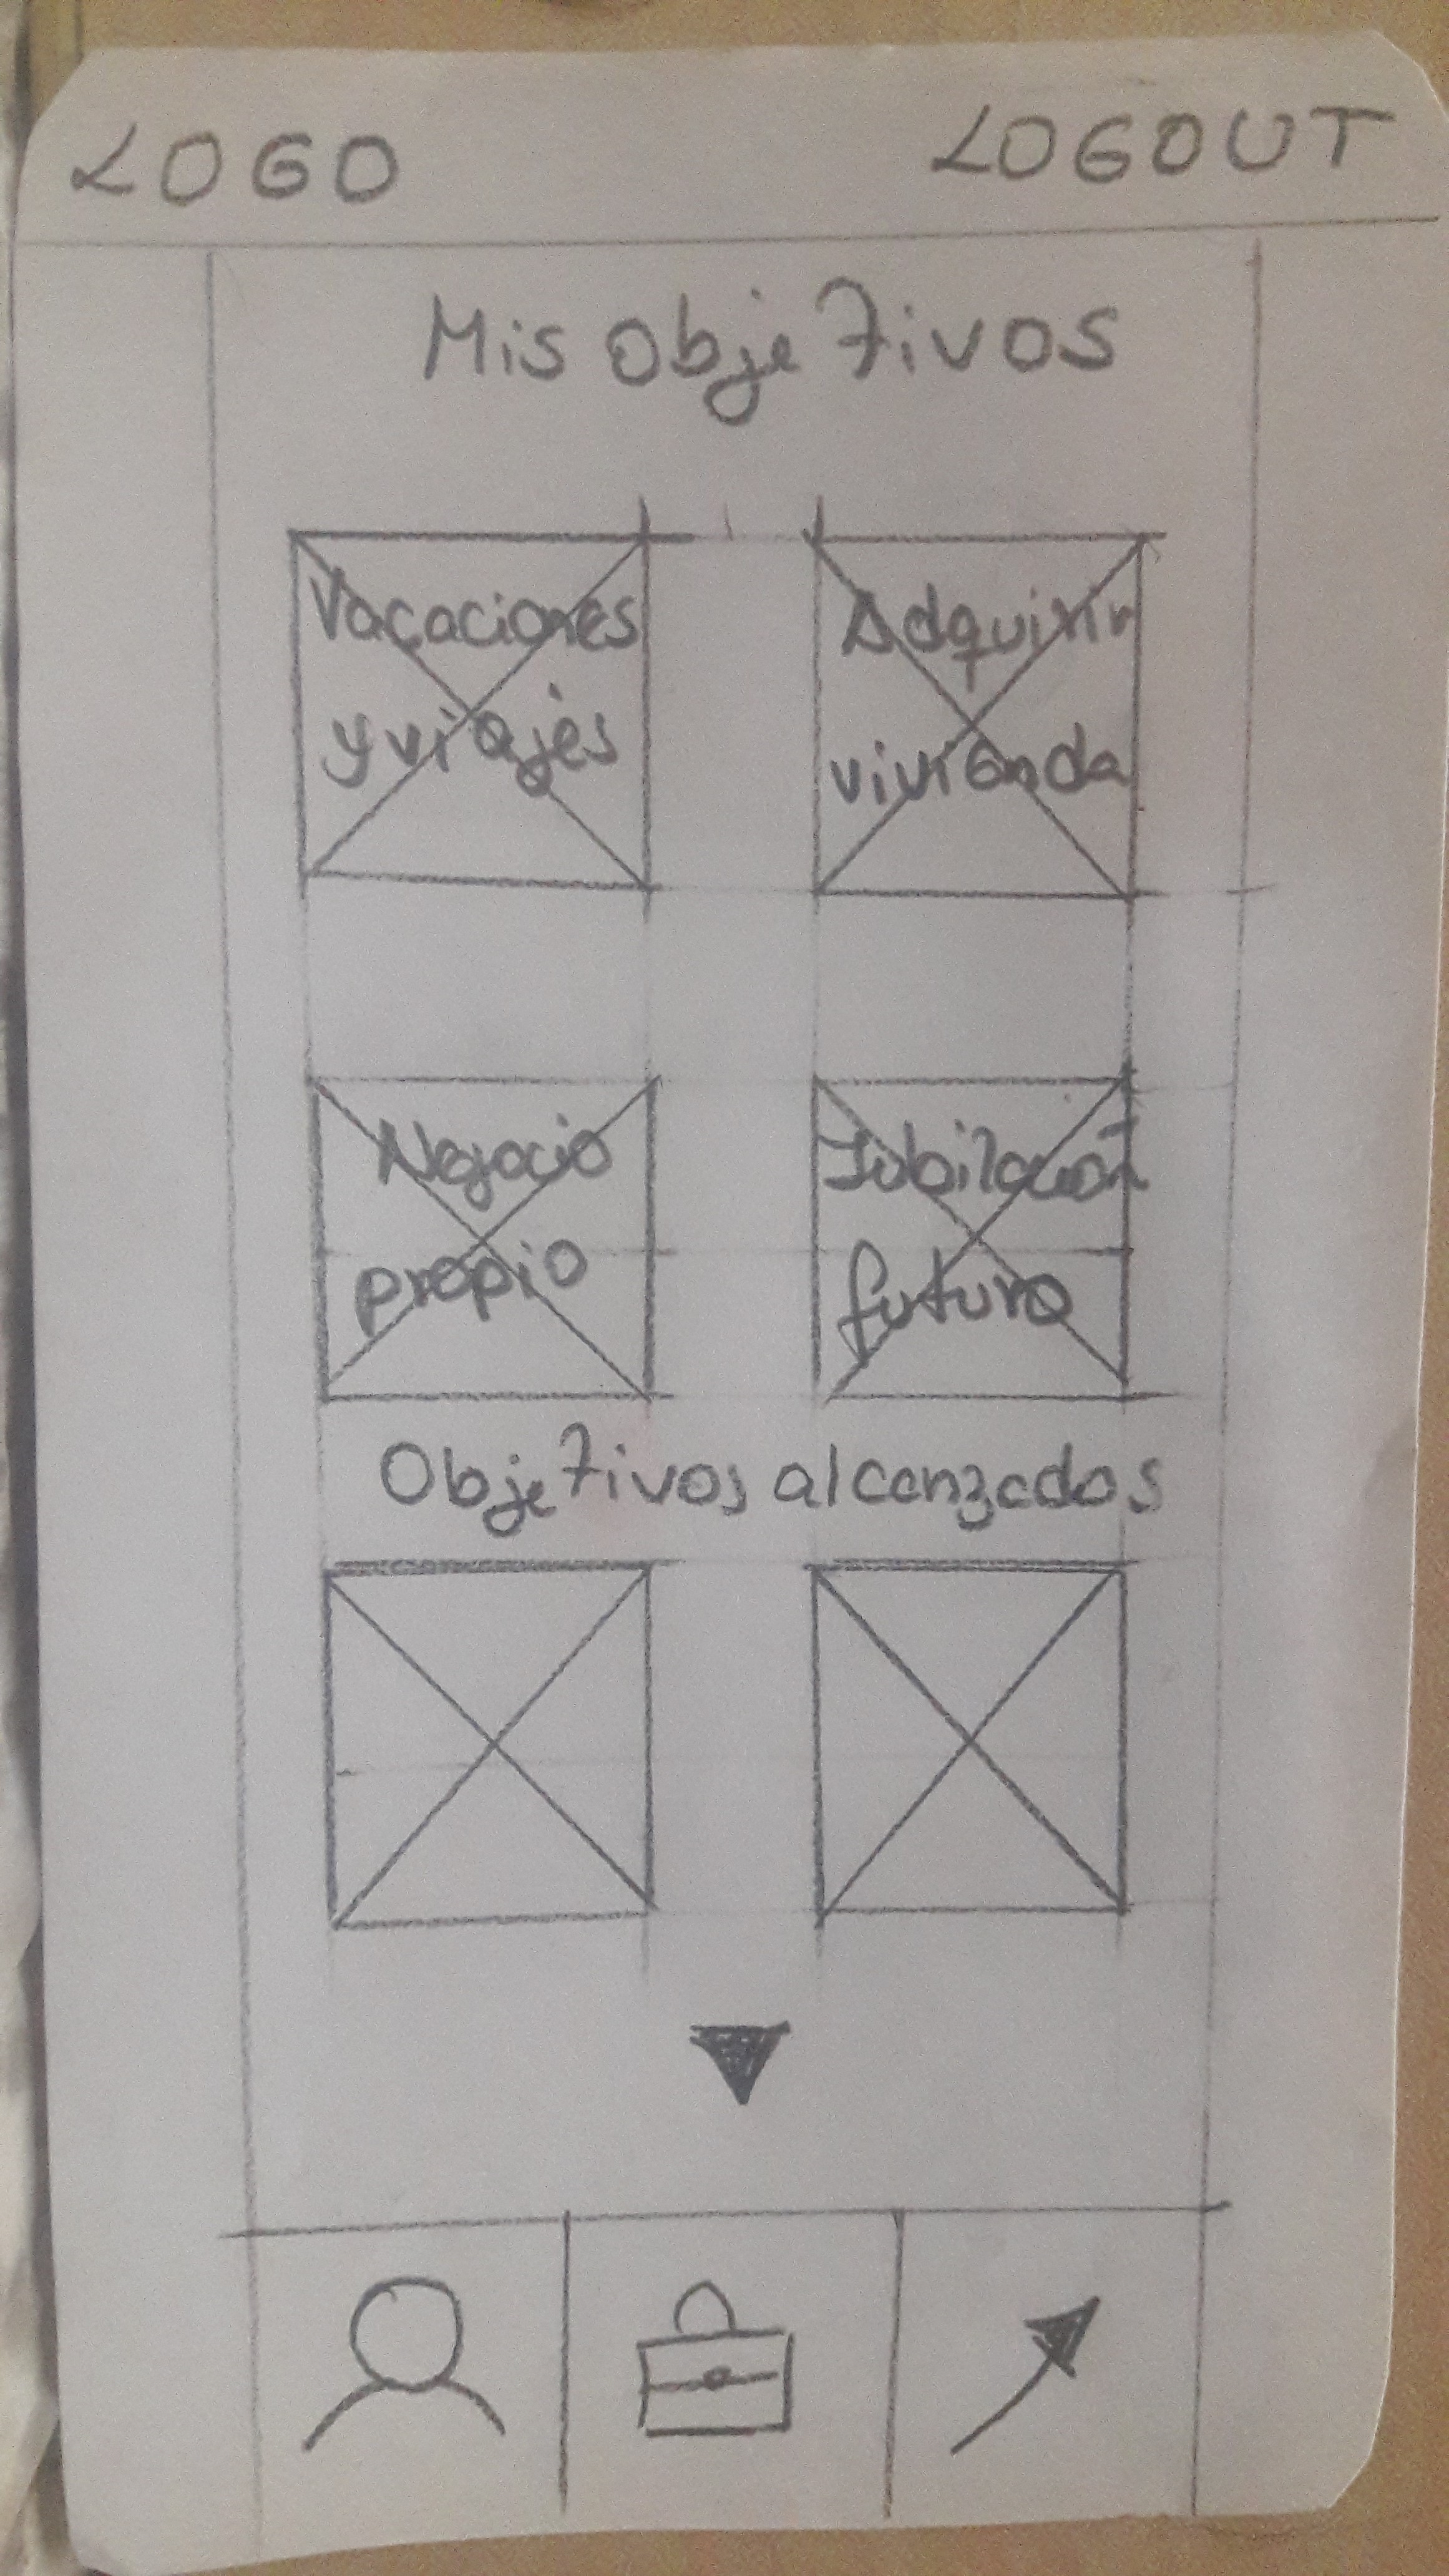 LOGO LOGOUT
Mis Objetivos
Vacaciones Adquirir
y viajes vivienda
Negocio Jubilación
propio futuro
Objetivos alcanzados